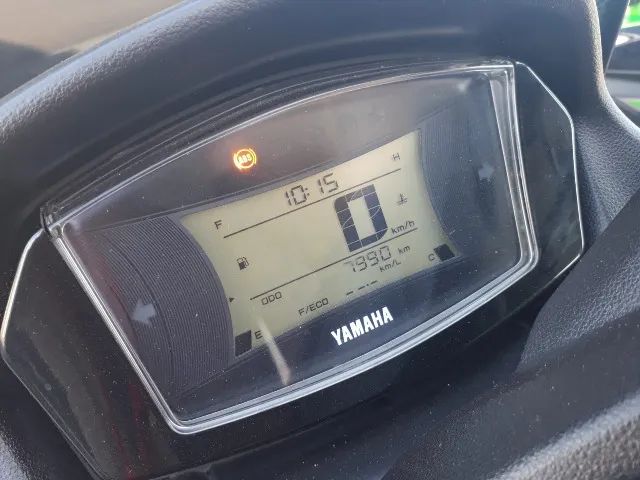 ABS
10:15
H
F
0
km/h
7990 km
ODO
km/L
C
F/ECO
--.-
E
YAMAHA